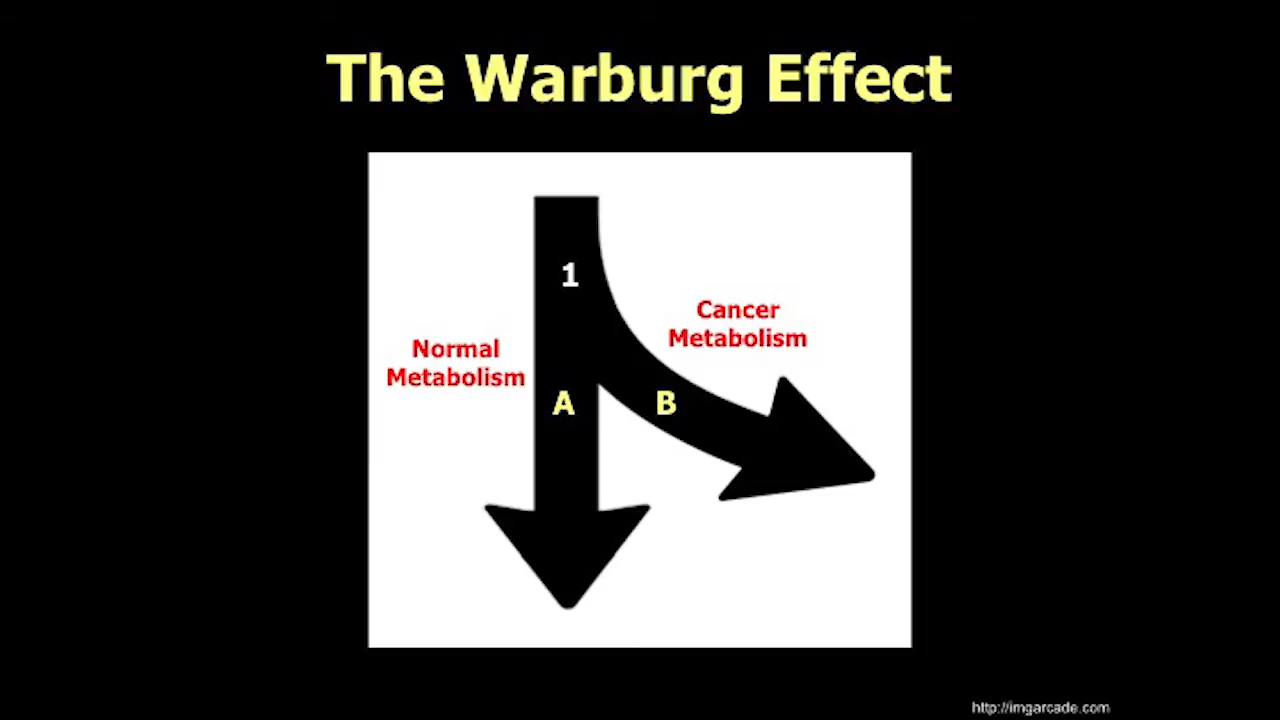 The Warburg Effect
1
Cancer
Metabolism
Normal
Metabolism
A
B
http://imgarcade.com